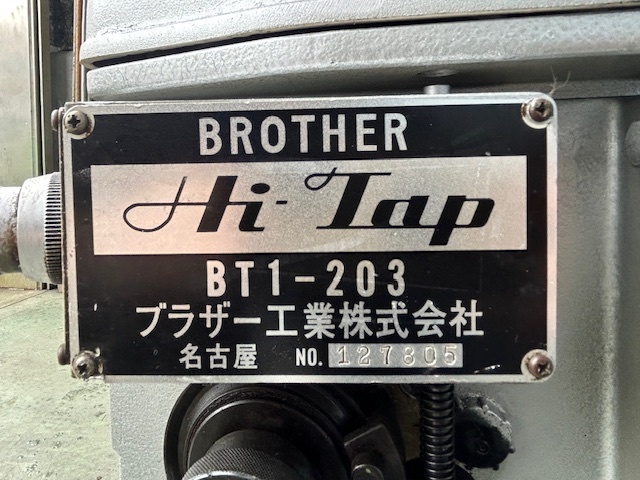 BROTHER
Hi-Tap
BT1-203
ブラザー工業株式会社
名古屋 NO. 127805